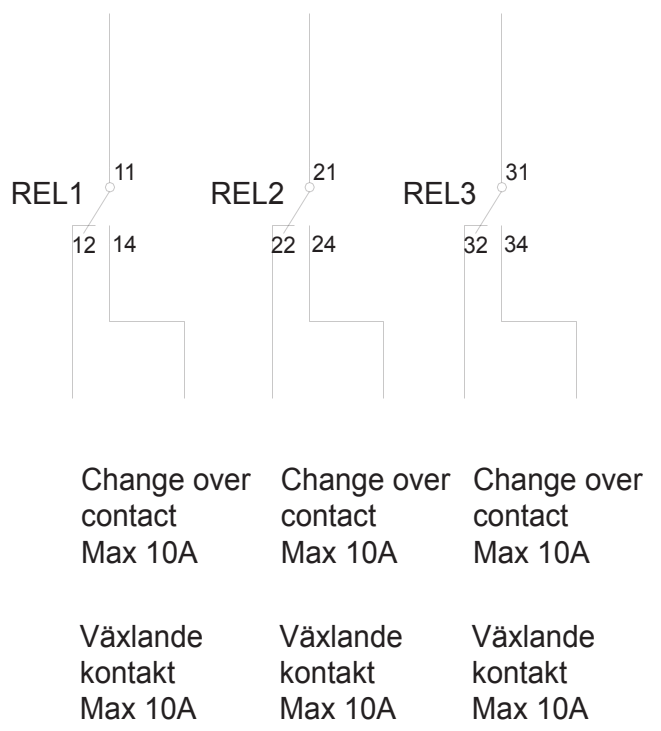 11 21 31
REL1 REL2 REL3
12 14 22 24 32 34
Change over
contact
Max 10A
Change over
contact
Max 10A
Change over
contact
Max 10A
Växlande
kontakt
Max 10A
Växlande
kontakt
Max 10A
Växlande
kontakt
Max 10A